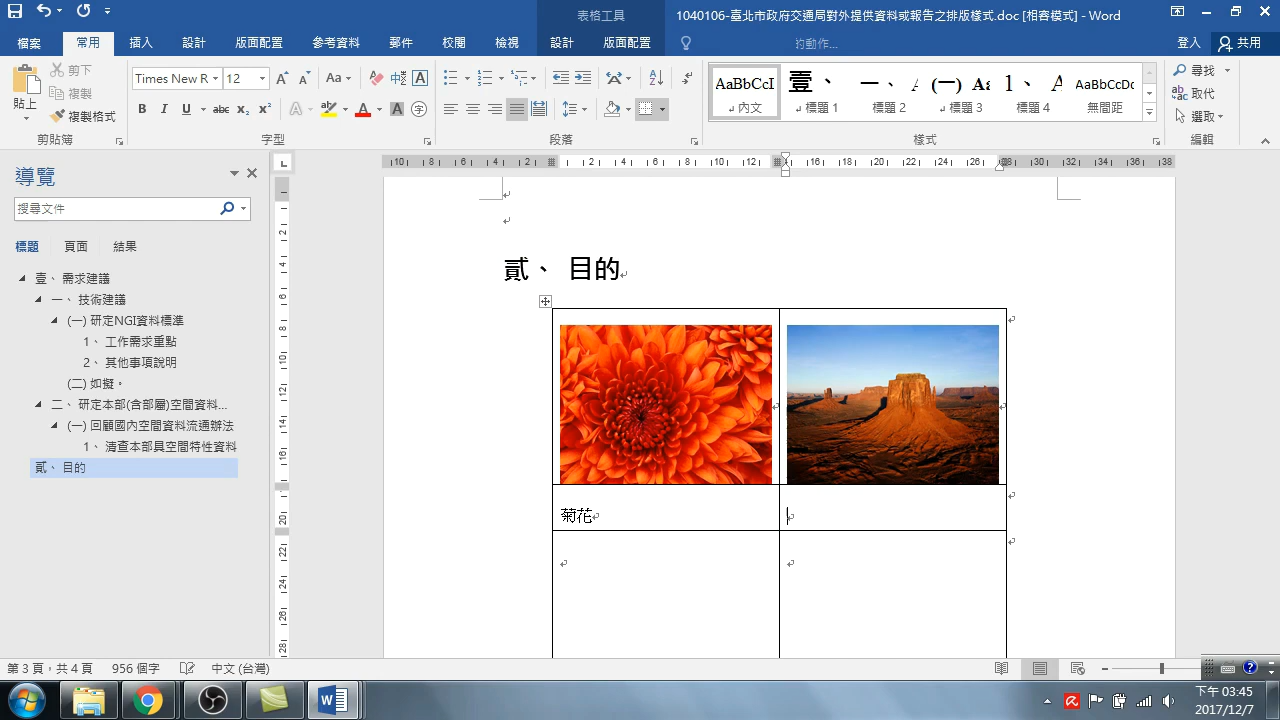 表格工具
1040106-臺北市政府交通局對外提供資料或報告之排版樣式.doc [相容模式] - Word
檔案 常用 插入 設計 版面配置 參考資料 郵件 校閱 檢視 設計 版面配置 的動作... 登入 共用
貼上 剪下 複製 複製格式
Times New R 12
AaBbCcI 內文
壹、 標題 1
一、 標題 2
(一) 標題 3
1、 標題 4
AaBbCcDc 無間距
尋找 取代 選取
剪貼簿 字型 段落 樣式 編輯
導覽
搜尋文件
標題 頁面 結果
壹、 需求建議
一、 技術建議
(一) 研定NGI資料標準
1、 工作需求重點
2、 其他事項說明
(二) 如擬。
二、 研定本部(含部屬)空間資料...
(一) 回顧國內空間資料流通辦法
1、 清查本部具空間特性資料
貳、 目的
貳、 目的
菊花
第 3 頁，共 4 頁 956 個字 中文 (台灣)
下午 03:45
2017/12/7